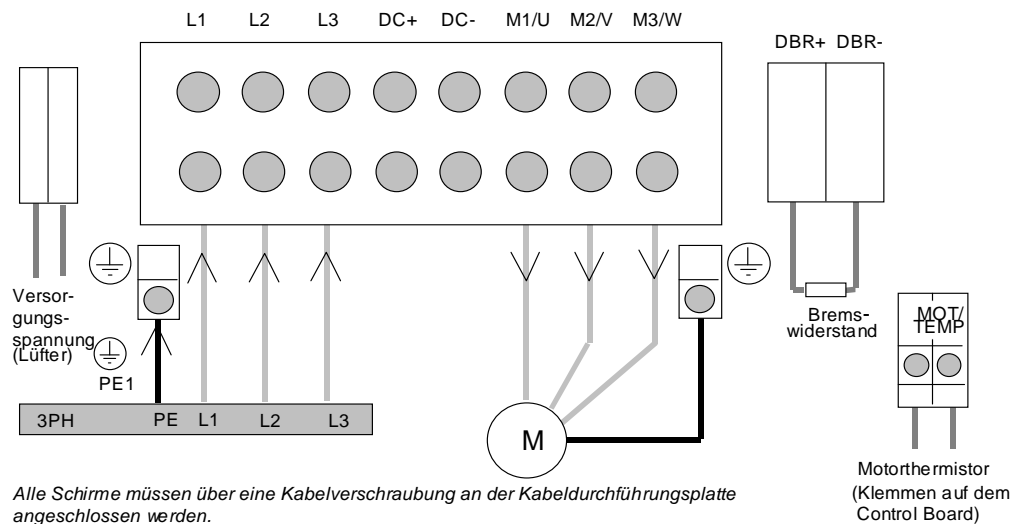 L1 L2 L3 DC+ DC- M1/U M2/V M3/W
DBR+ DBR-
Versor-
gungs-
spannung
(Lüfter)
PE1
3PH PE L1 L2 L3
M
Brems-
widerstand
MOT/
TEMP
Motorthermistor
(Klemmen auf dem
Control Board)
Alle Schirme müssen über eine Kabelverschraubung an der Kabeldurchführungsplatte
angeschlossen werden.